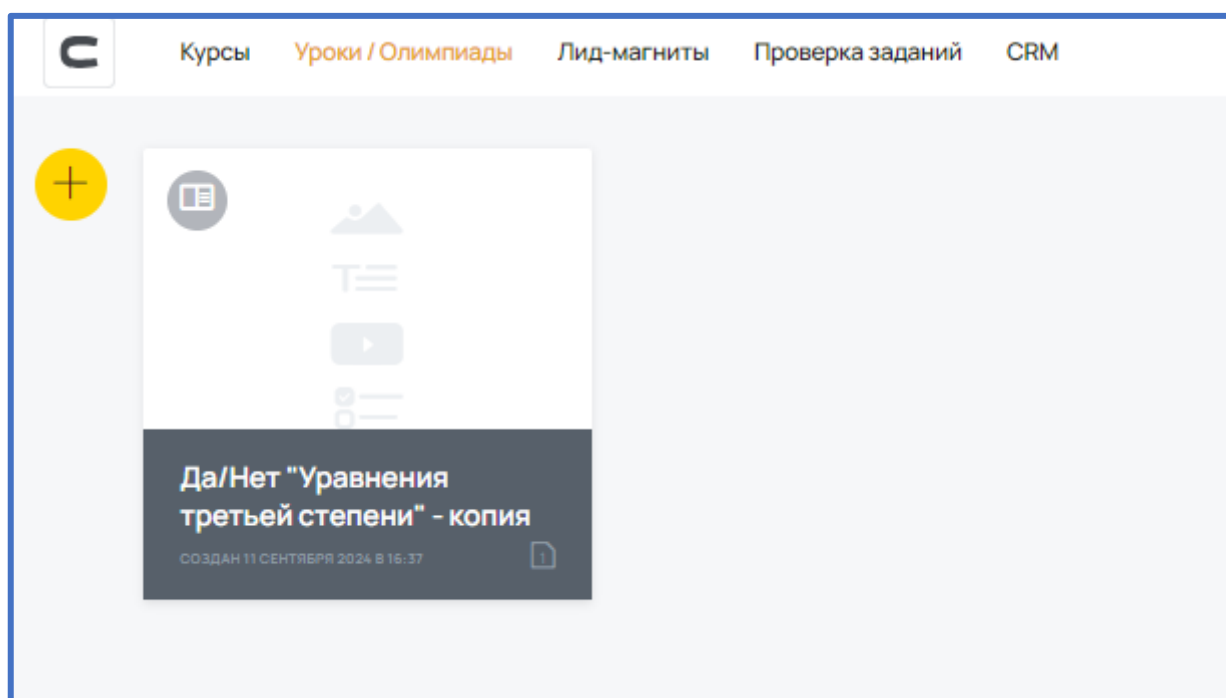 Курсы Уроки / Олимпиады Лид-магниты Проверка заданий CRM
Да/Нет "Уравнения
третьей степени" - копия
СОЗДАН 11 СЕНТЯБРЯ 2024 В 16:37
1